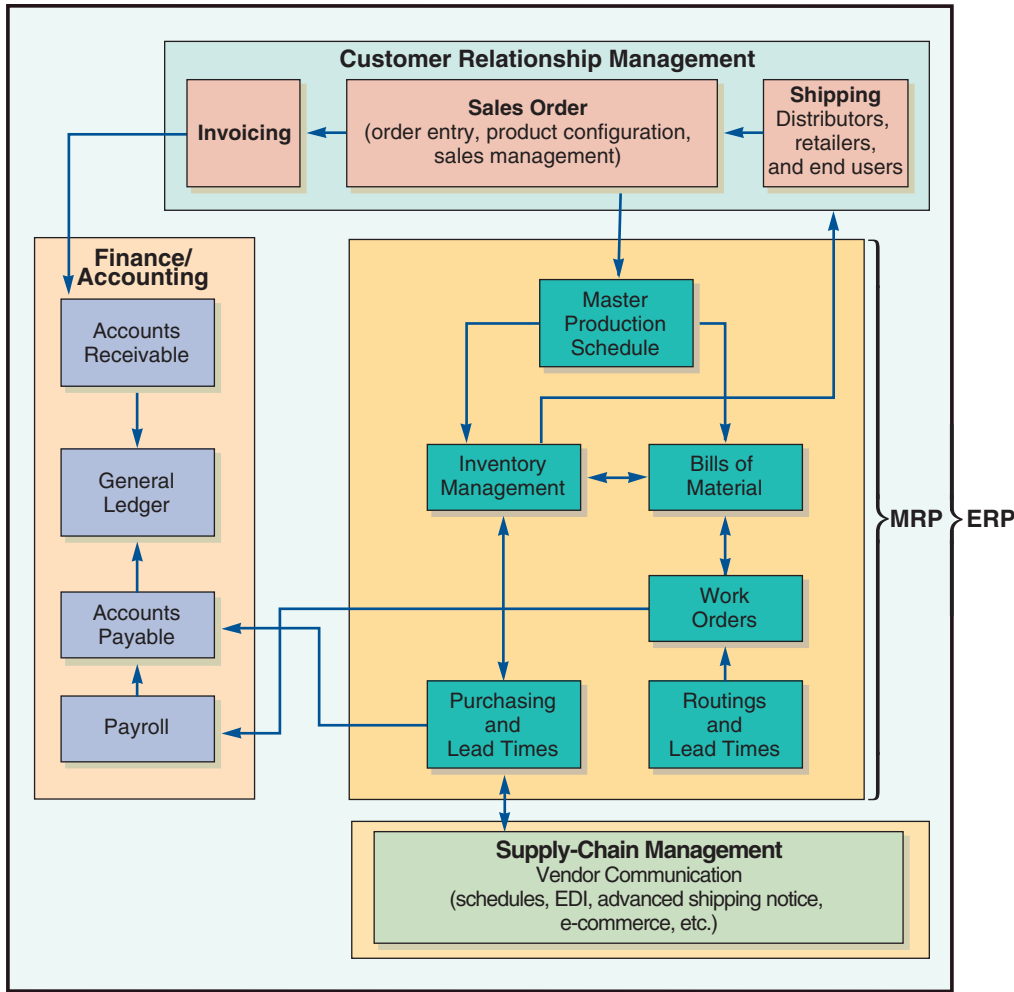 Customer Relationship Management
Invoicing
Sales Order
(order entry, product configuration,
sales management)
Shipping
Distributors,
retailers,
and end users
Finance/
Accounting
Accounts
Receivable
General
Ledger
Accounts
Payable
Payroll
Master
Production
Schedule
Inventory
Management
Bills of
Material
Work
Orders
Purchasing
and
Lead Times
Routings
and
Lead Times
MRP
ERP
Supply-Chain Management
Vendor Communication
(schedules, EDI, advanced shipping notice,
e-commerce, etc.)